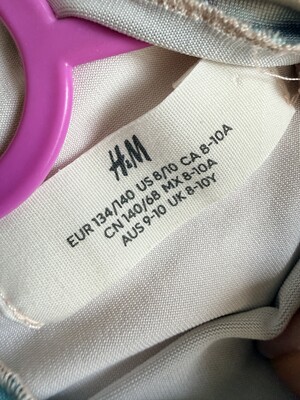 H&M
EUR 134/140 US 8/10 CA 8-10A
CN 140/68 MX 8-10A
AUS 9-10 UK 8-10Y